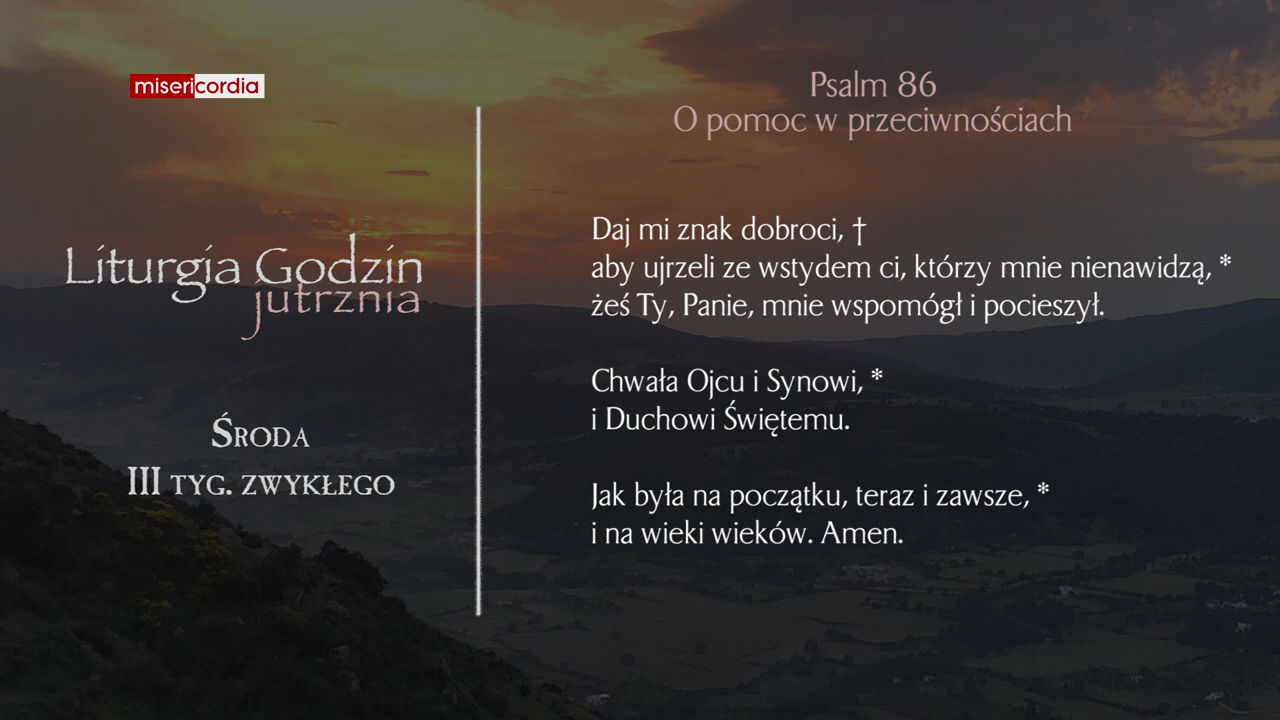 misericordia
Liturgia Godzin
jutrznia
Środa
III tyg. zwykłego
Psalm 86
O pomoc w przeciwnościach
Daj mi znak dobroci, †
aby ujrzeli ze wstydem ci, którzy mnie nienawidzą, *
żeś Ty, Panie, mnie wspomógł i pocieszył.
Chwała Ojcu i Synowi, *
i Duchowi Świętemu.
Jak była na początku, teraz i zawsze, *
i na wieki wieków. Amen.